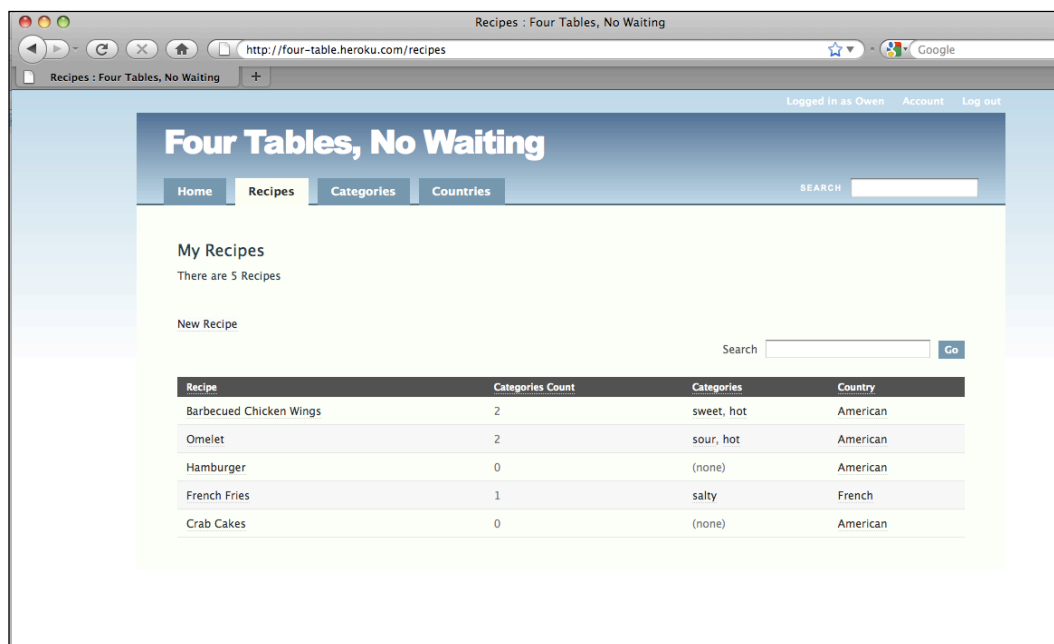 Recipes : Four Tables, No Waiting
http://four-table.heroku.com/recipes
Google
Recipes : Four Tables, No Waiting +
Logged in as Owen Account Log out
Four Tables, No Waiting
Home Recipes Categories Countries SEARCH
My Recipes
There are 5 Recipes
New Recipe
Search Go
Recipe Categories Count Categories Country
Barbecued Chicken Wings 2 sweet, hot American
Omelet 2 sour, hot American
Hamburger 0 (none) American
French Fries 1 salty French
Crab Cakes 0 (none) American